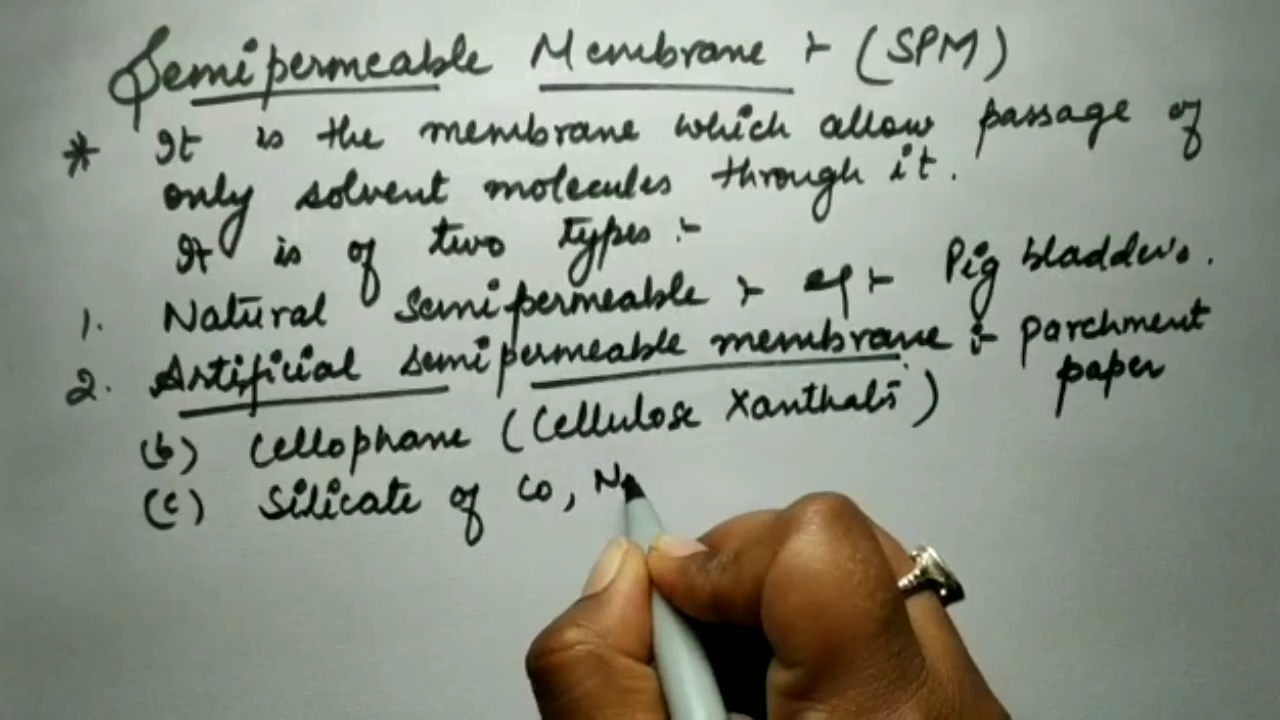 Semipermeable Membrane :- (SPM)
* It is the membrane which allow passage of
only solvent molecules through it.
It is of two types :-
1. Natural Semipermeable :- eg :- Pig bladders.
2. Artificial semipermeable membrane :- parchment
paper
(b) Cellophane (Cellulose Xanthate)
(c) Silicate of Co, N